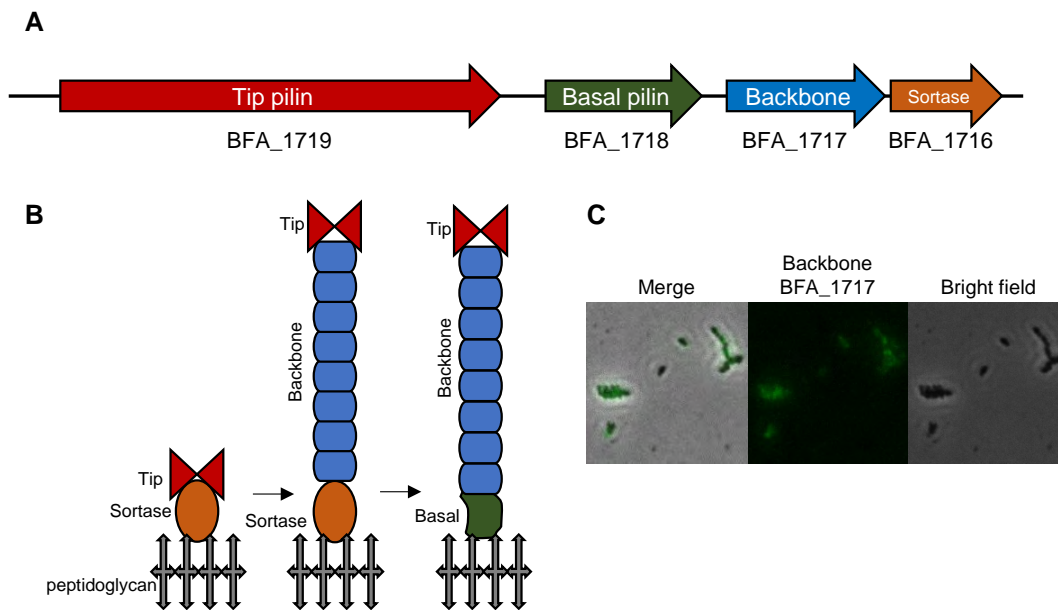 A
Tip pilin
Basal pilin
Backbone
Sortase
BFA_1719
BFA_1718
BFA_1717
BFA_1716
B
Tip
Sortase
peptidoglycan
Tip
Backbone
Sortase
Tip
Backbone
Basal
C
Merge
Backbone
BFA_1717
Bright field